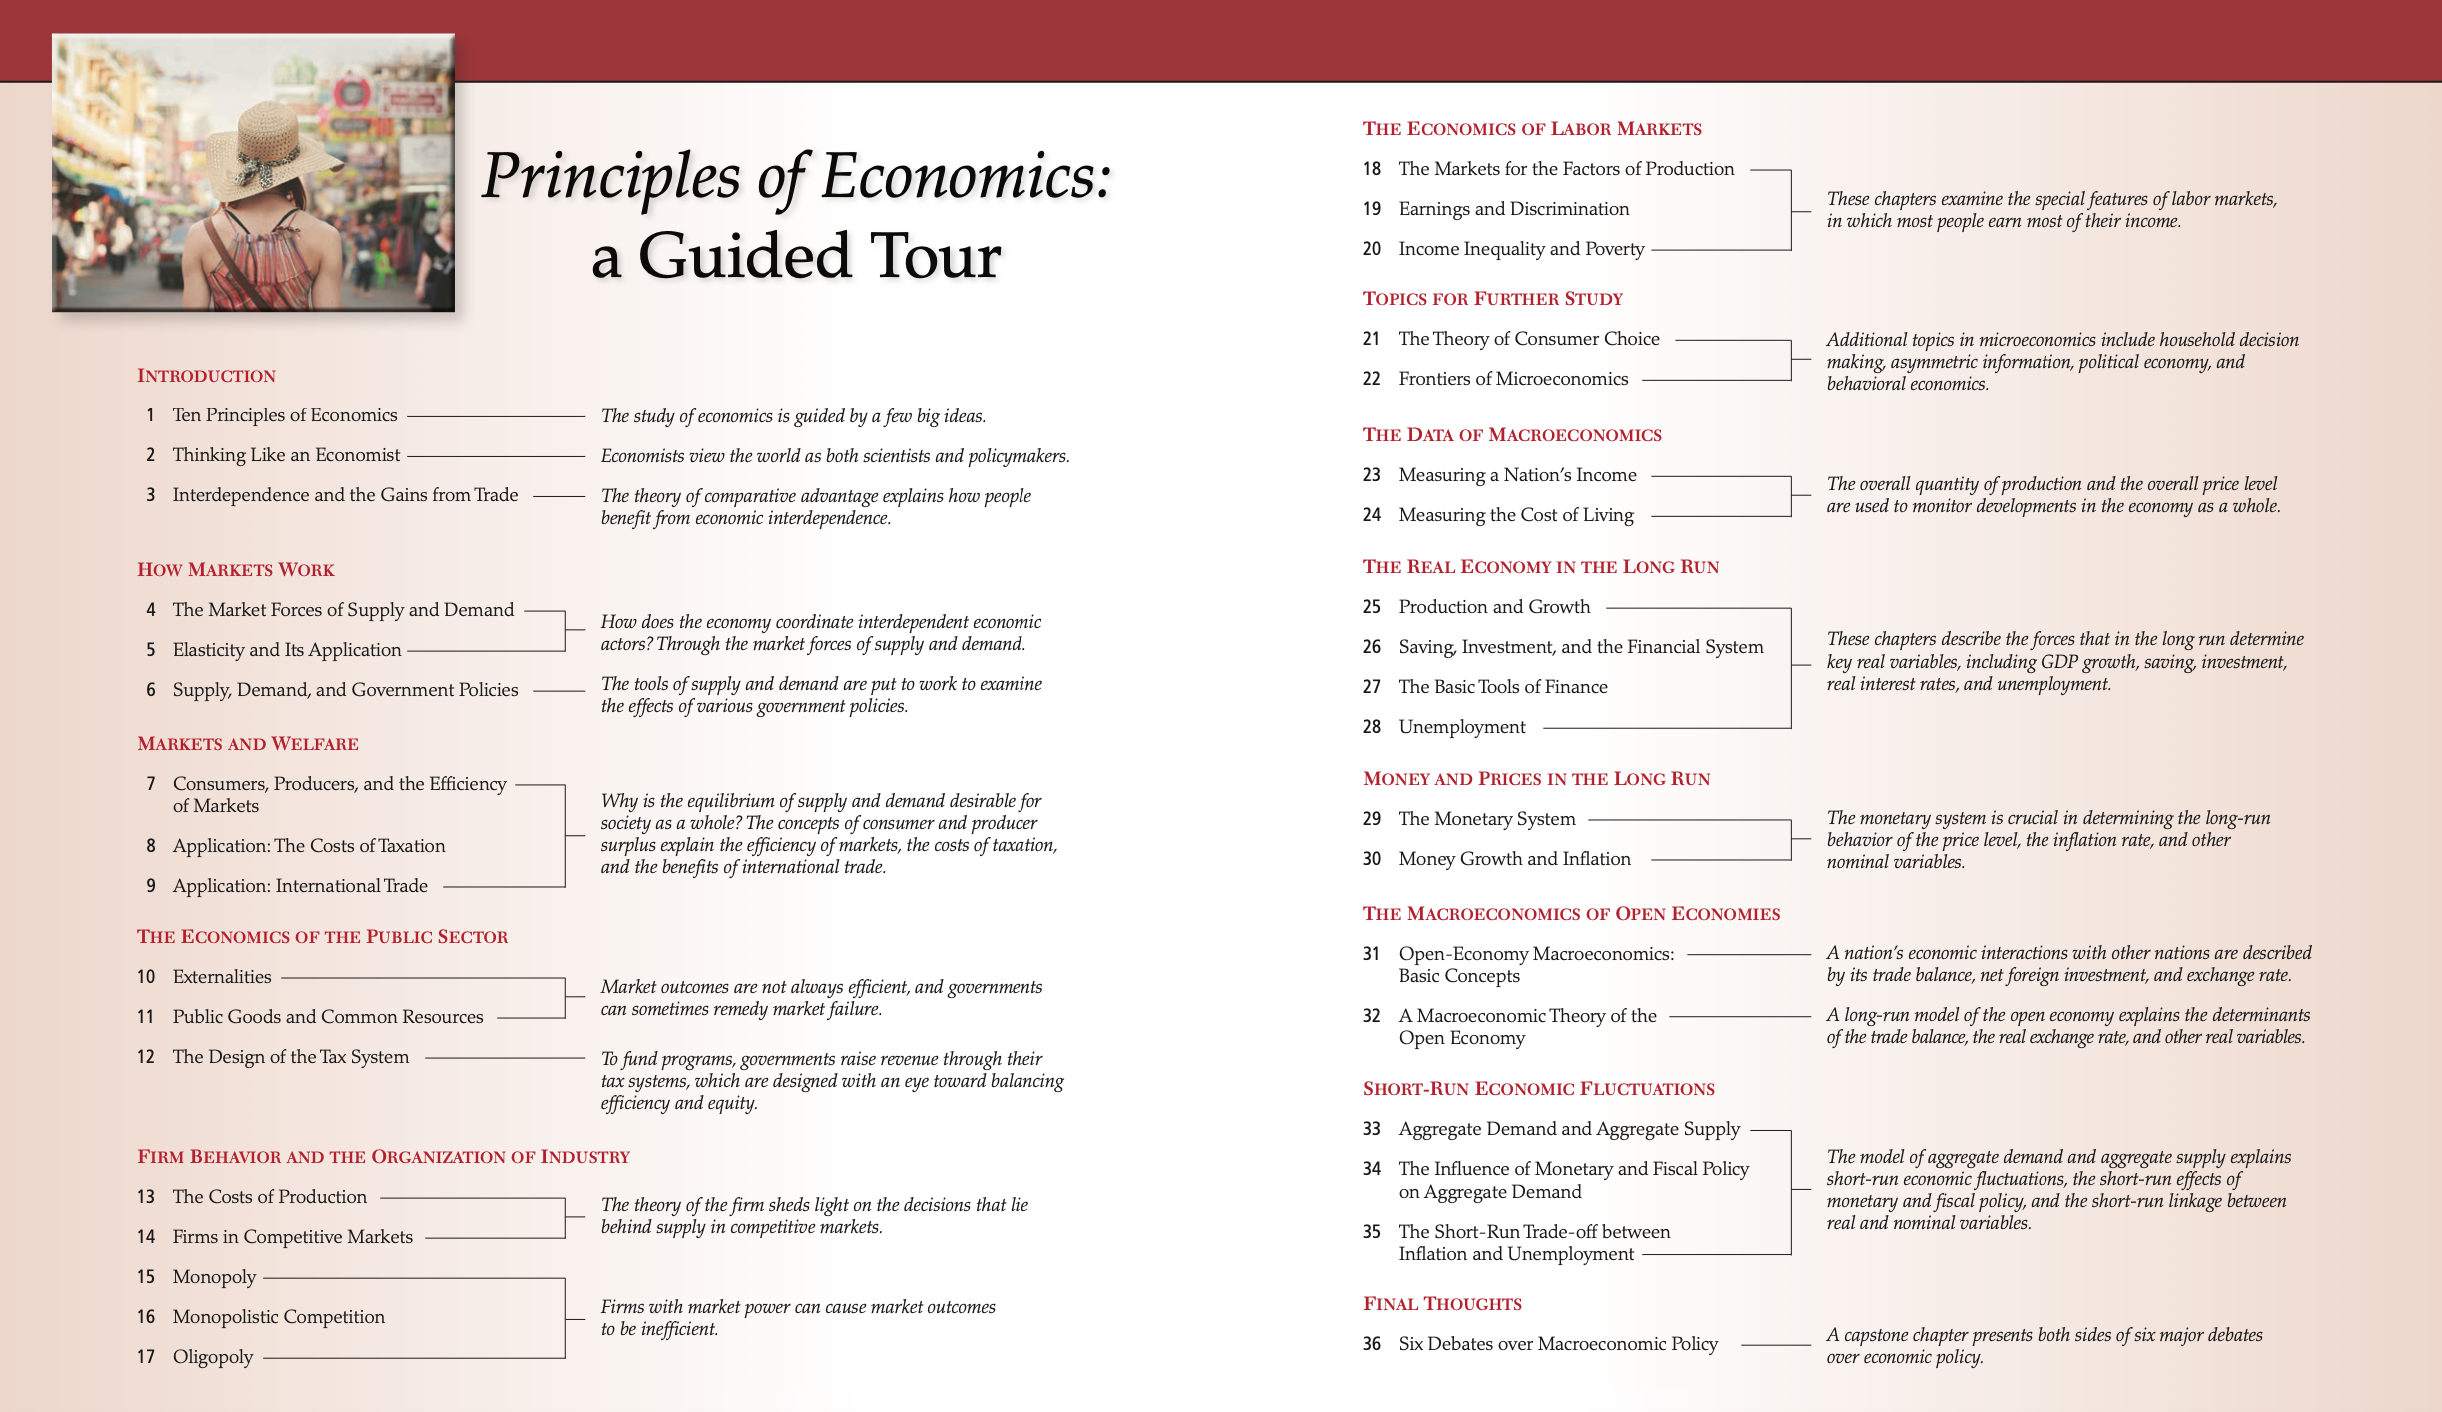 Principles of Economics:
a Guided Tour
INTRODUCTION
1 Ten Principles of Economics
The study of economics is guided by a few big ideas.
2 Thinking Like an Economist
Economists view the world as both scientists and policymakers.
3 Interdependence and the Gains from Trade
The theory of comparative advantage explains how people
benefit from economic interdependence.
HOW MARKETS WORK
4 The Market Forces of Supply and Demand
5 Elasticity and Its Application
How does the economy coordinate interdependent economic
actors? Through the market forces of supply and demand.
6 Supply, Demand, and Government Policies
The tools of supply and demand are put to work to examine
the effects of various government policies.
MARKETS AND WELFARE
7 Consumers, Producers, and the Efficiency
of Markets
8 Application: The Costs of Taxation
9 Application: International Trade
Why is the equilibrium of supply and demand desirable for
society as a whole? The concepts of consumer and producer
surplus explain the efficiency of markets, the costs of taxation,
and the benefits of international trade.
THE ECONOMICS OF THE PUBLIC SECTOR
10 Externalities
11 Public Goods and Common Resources
Market outcomes are not always efficient, and governments
can sometimes remedy market failure.
12 The Design of the Tax System
To fund programs, governments raise revenue through their
tax systems, which are designed with an eye toward balancing
efficiency and equity.
FIRM BEHAVIOR AND THE ORGANIZATION OF INDUSTRY
13 The Costs of Production
14 Firms in Competitive Markets
The theory of the firm sheds light on the decisions that lie
behind supply in competitive markets.
15 Monopoly
16 Monopolistic Competition
17 Oligopoly
Firms with market power can cause market outcomes
to be inefficient.
THE ECONOMICS OF LABOR MARKETS
18 The Markets for the Factors of Production
19 Earnings and Discrimination
20 Income Inequality and Poverty
These chapters examine the special features of labor markets,
in which most people earn most of their income.
TOPICS FOR FURTHER STUDY
21 The Theory of Consumer Choice
22 Frontiers of Microeconomics
Additional topics in microeconomics include household decision
making, asymmetric information, political economy, and
behavioral economics.
THE DATA OF MACROECONOMICS
23 Measuring a Nation's Income
24 Measuring the Cost of Living
The overall quantity of production and the overall price level
are used to monitor developments in the economy as a whole.
THE REAL ECONOMY IN THE LONG RUN
25 Production and Growth
26 Saving, Investment, and the Financial System
27 The Basic Tools of Finance
28 Unemployment
These chapters describe the forces that in the long run determine
key real variables, including GDP growth, saving, investment,
real interest rates, and unemployment.
MONEY AND PRICES IN THE LONG RUN
29 The Monetary System
30 Money Growth and Inflation
The monetary system is crucial in determining the long-run
behavior of the price level, the inflation rate, and other
nominal variables.
THE MACROECONOMICS OF OPEN ECONOMIES
31 Open-Economy Macroeconomics:
Basic Concepts
A nation's economic interactions with other nations are described
by its trade balance, net foreign investment, and exchange rate.
32 A Macroeconomic Theory of the
Open Economy
A long-run model of the open economy explains the determinants
of the trade balance, the real exchange rate, and other real variables.
SHORT-RUN ECONOMIC FLUCTUATIONS
33 Aggregate Demand and Aggregate Supply
34 The Influence of Monetary and Fiscal Policy
on Aggregate Demand
35 The Short-Run Trade-off between
Inflation and Unemployment
The model of aggregate demand and aggregate supply explains
short-run economic fluctuations, the short-run effects of
monetary and fiscal policy, and the short-run linkage between
real and nominal variables.
FINAL THOUGHTS
36 Six Debates over Macroeconomic Policy
A capstone chapter presents both sides of six major debates
over economic policy.